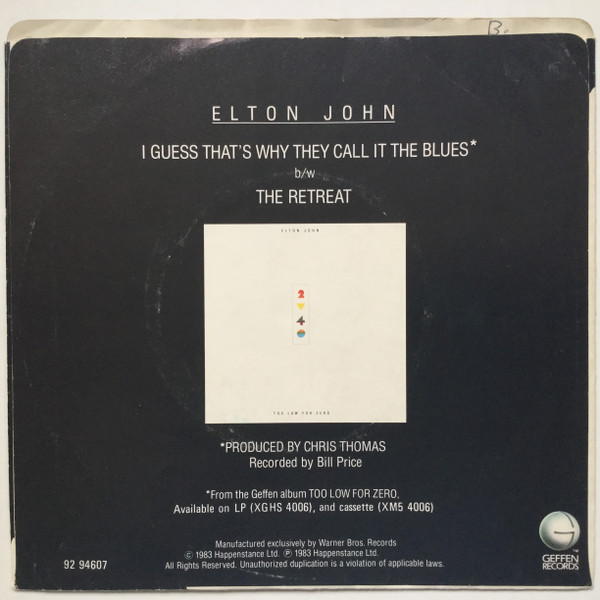 B.
ELTON JOHN
I GUESS THAT'S WHY THEY CALL IT THE BLUES*
b/w
THE RETREAT
ELTON JOHN
2
4
TOO LOW FOR ZERO
*PRODUCED BY CHRIS THOMAS
Recorded by Bill Price
*From the Geffen album TOO LOW FOR ZERO,
Available on LP (XGHS 4006), and cassette (XM5 4006)
Manufactured exclusively by Warner Bros. Records
© 1983 Happenstance Ltd. ℗ 1983 Happenstance Ltd.
All Rights Reserved. Unauthorized duplication is a violation of applicable laws.
92 94607
GEFFEN
RECORDS
™